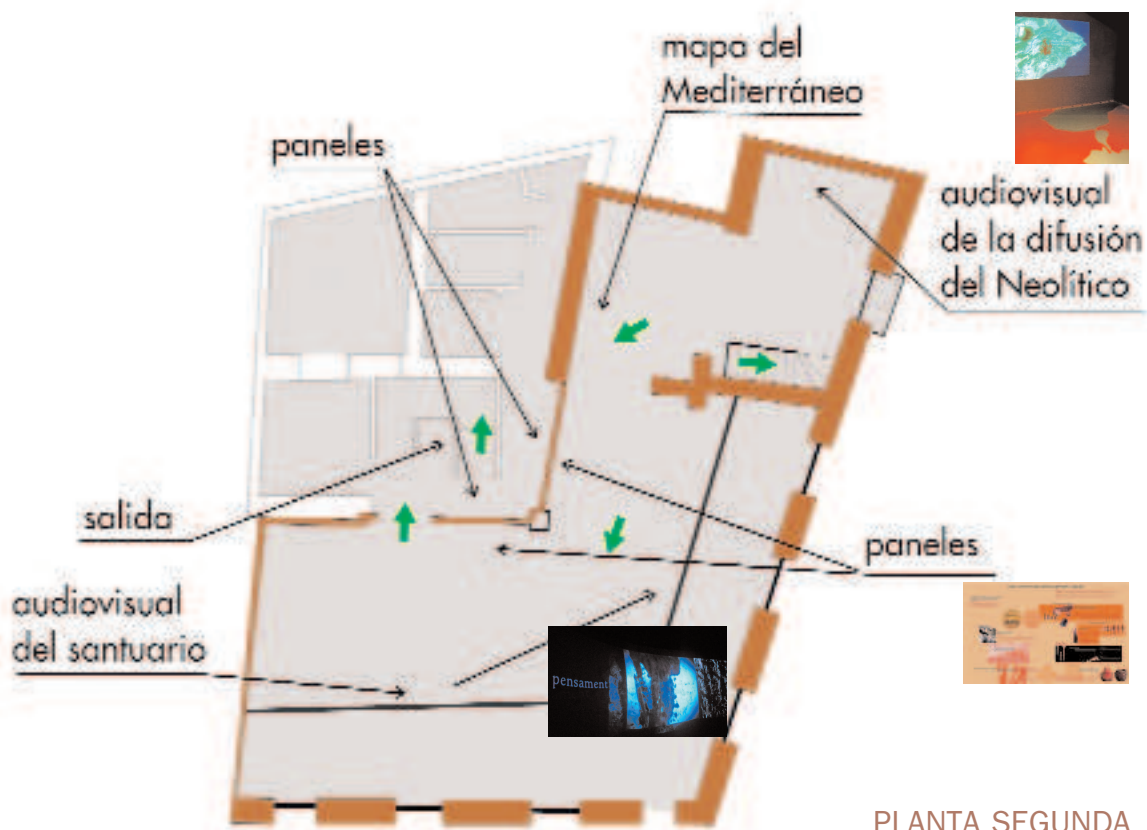 mapa del
Mediterráneo
paneles
audiovisual
de la difusión
del Neolítico
salida
paneles
audiovisual
del santuario
pensament
PLANTA SEGUNDA